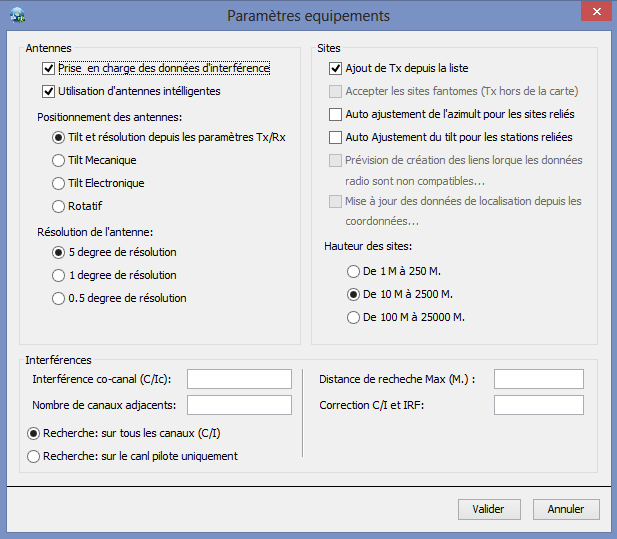 Paramètres equipements
Antennes
Prise en charge des données d'interférence
Utilisation d'antennes intélligentes
Positionnement des antennes:
Tilt et résolution depuis les paramètres Tx/Rx
Tilt Mecanique
Tilt Electronique
Rotatif
Résolution de l'antenne:
5 degree de résolution
1 degree de résolution
0.5 degree de résolution
Sites
Ajout de Tx depuis la liste
Accepter les sites fantomes (Tx hors de la carte)
Auto ajustement de l'azimult pour les sites reliés
Auto Ajustement du tilt pour les stations reliées
Prévision de création des liens lorque les données
radio sont non compatibles...
Mise à jour des données de localisation depuis les
coordonnées...
Hauteur des sites:
De 1 M à 250 M.
De 10 M à 2500 M.
De 100 M à 25000 M.
Interférences
Interférence co-canal (C/Ic):
Nombre de canaux adjacents:
Recherche: sur tous les canaux (C/I)
Recherche: sur le canl pilote uniquement
Distance de recheche Max (M.) :
Correction C/I et IRF:
Valider
Annuler